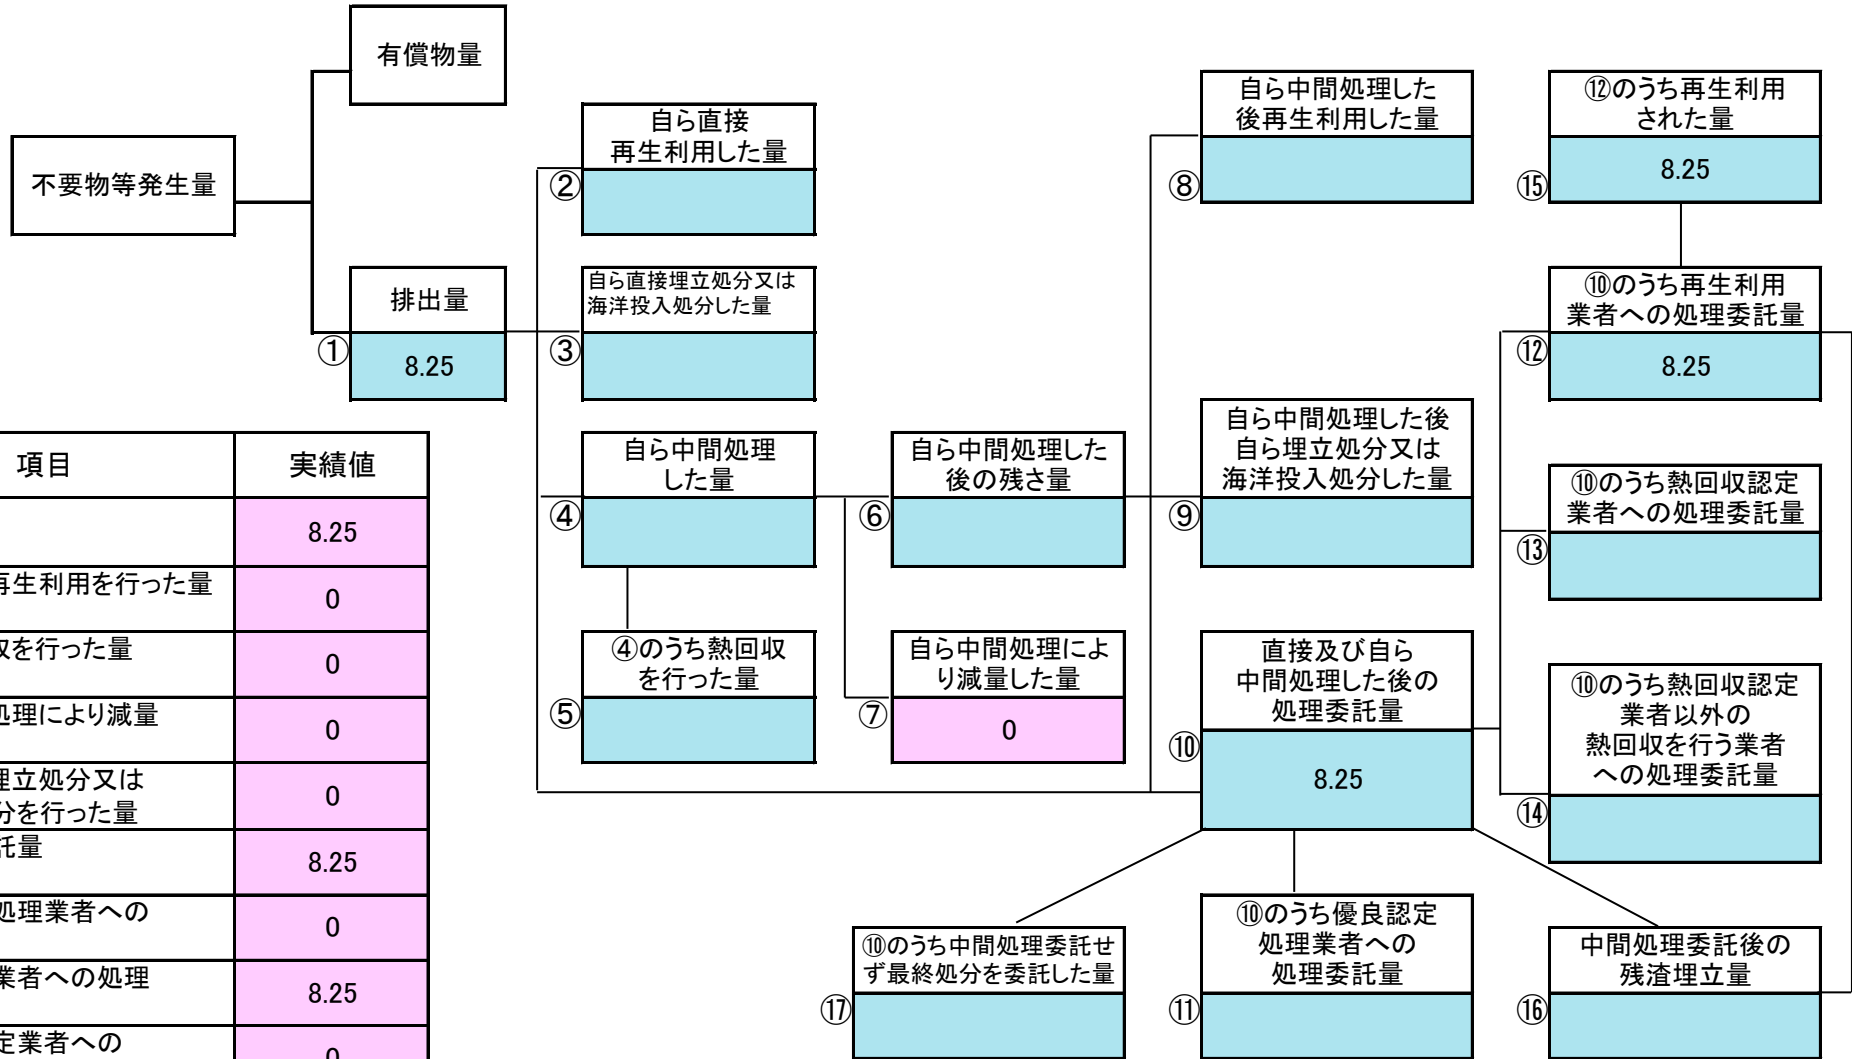 有償物量
不要物等発生量
排出量
①
8.25
自ら直接
再生利用した量
②
自ら直接埋立処分又は
海洋投入処分した量
③
自ら中間処理
した量
④
④のうち熱回収
を行った量
⑤
自ら中間処理した
後の残さ量
⑥
自ら中間処理によ
り減量した量
⑦
0
自ら中間処理した
後再生利用した量
⑧
自ら中間処理した後
自ら埋立処分又は
海洋投入処分した量
⑨
直接及び自ら
中間処理した後の
処理委託量
⑩
8.25
⑫のうち再生利用
された量
⑮
8.25
⑩のうち再生利用
業者への処理委託量
⑫
8.25
⑩のうち熱回収認定
業者への処理委託量
⑬
⑩のうち熱回収認定
業者以外の
熱回収を行う業者
への処理委託量
⑭
⑩のうち中間処理委託せ
ず最終処分を委託した量
⑰
⑩のうち優良認定
処理業者への
処理委託量
⑪
中間処理委託後の
残渣埋立量
⑯
項目 実績値
8.25
再生利用を行った量 0
を行った量 0
処理により減量 0
埋立処分又は
分を行った量 0
託量 8.25
処理業者への 0
業者への処理 8.25
定業者への 0